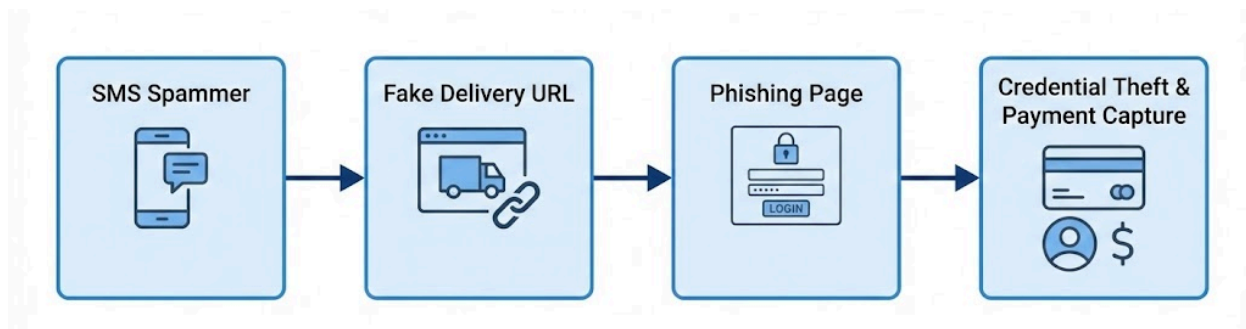 SMS Spammer
Fake Delivery URL
Phishing Page
LOGIN
Credential Theft &
Payment Capture
$